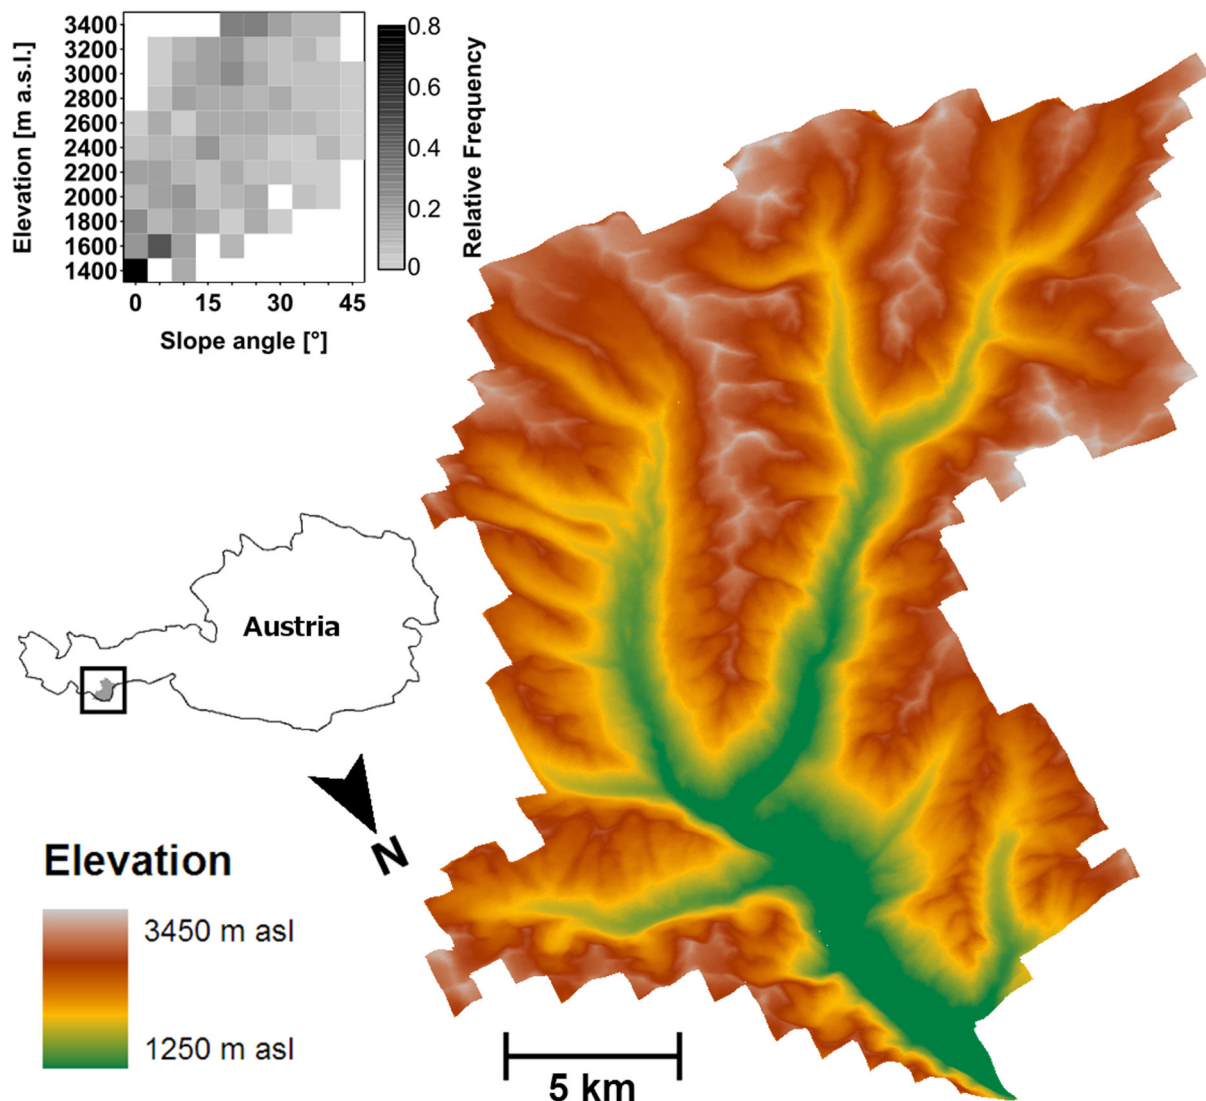 3400
3200
3000
2800
2600
2400
2200
2000
1800
1600
1400
Elevation [m a.s.l.]
0 15 30 45
Slope angle [°]
0.8
0.6
0.4
0.2
0
Relative Frequency
Austria
N
Elevation
3450 m asl
1250 m asl
5 km